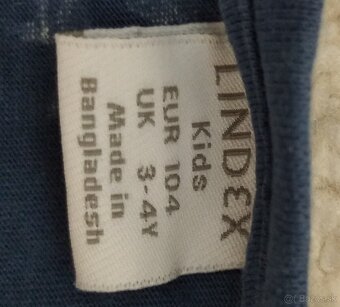 LINDEX
Kids
EUR 104
UK 3-4Y
Made in
Bangladesh